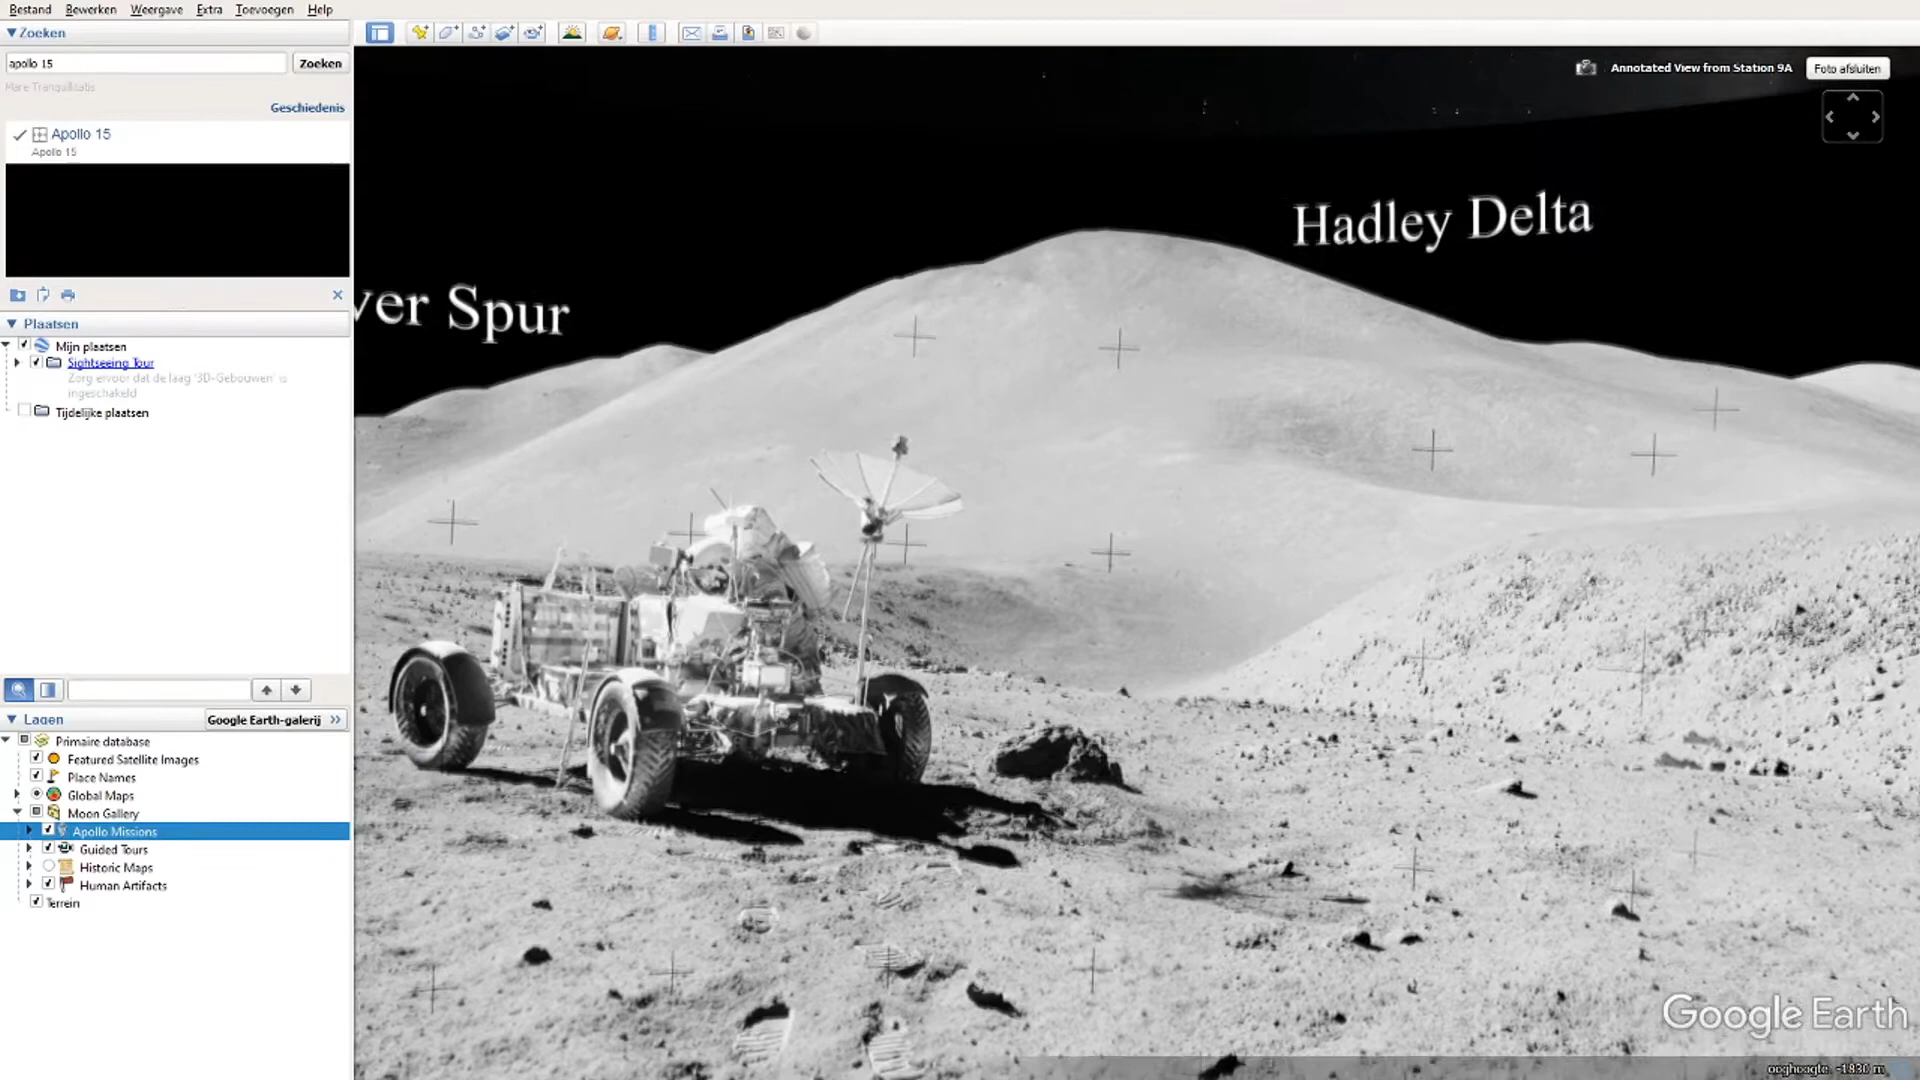 Bestand Bewerken Weergave Extra Toevoegen Help
Zoeken
apollo 15
Zoeken
Mare Tranquillitatis
Geschiedenis
Apollo 15
Apollo 15
Plaatsen
Mijn plaatsen
Sightseeing Tour
Zorg ervoor dat de laag '3D-Gebouwen' is
ingeschakeld
Tijdelijke plaatsen
Lagen
Google Earth-galerij »
Primaire database
Featured Satellite Images
Place Names
Global Maps
Moon Gallery
Apollo Missions
Guided Tours
Historic Maps
Human Artifacts
Terrein
Annotated View from Station 9A
Foto afsluiten
Hadley Delta
ver Spur
Google Earth
ooghoogte -1830 m